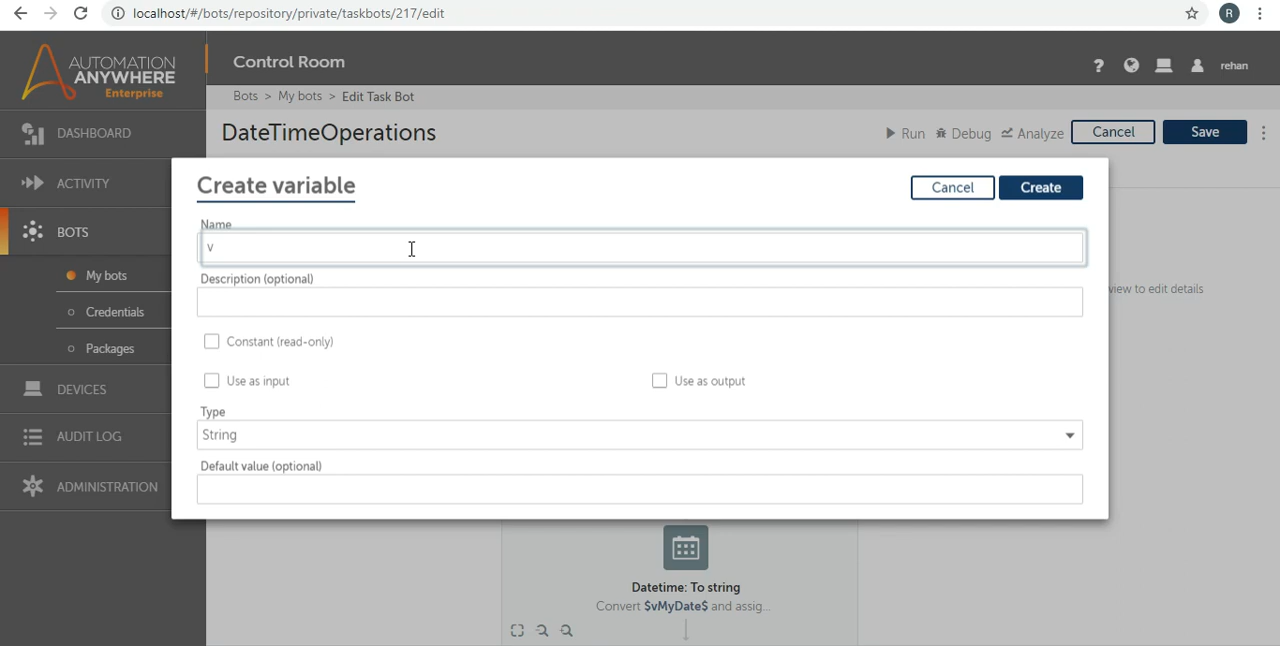 localhost/#/bots/repository/private/taskbots/217/edit
R
AUTOMATION
ANYWHERE
Enterprise
Control Room
?
rehan
Bots > My bots > Edit Task Bot
DASHBOARD
DateTimeOperations
Run
Debug
Analyze
Cancel
Save
ACTIVITY
BOTS
My bots
Credentials
Packages
DEVICES
AUDIT LOG
ADMINISTRATION
Create variable
Cancel
Create
Name
v
Description (optional)
view to edit details
Constant (read-only)
Use as input
Use as output
Type
String
Default value (optional)
Datetime: To string
Convert $vMyDate$ and assig...